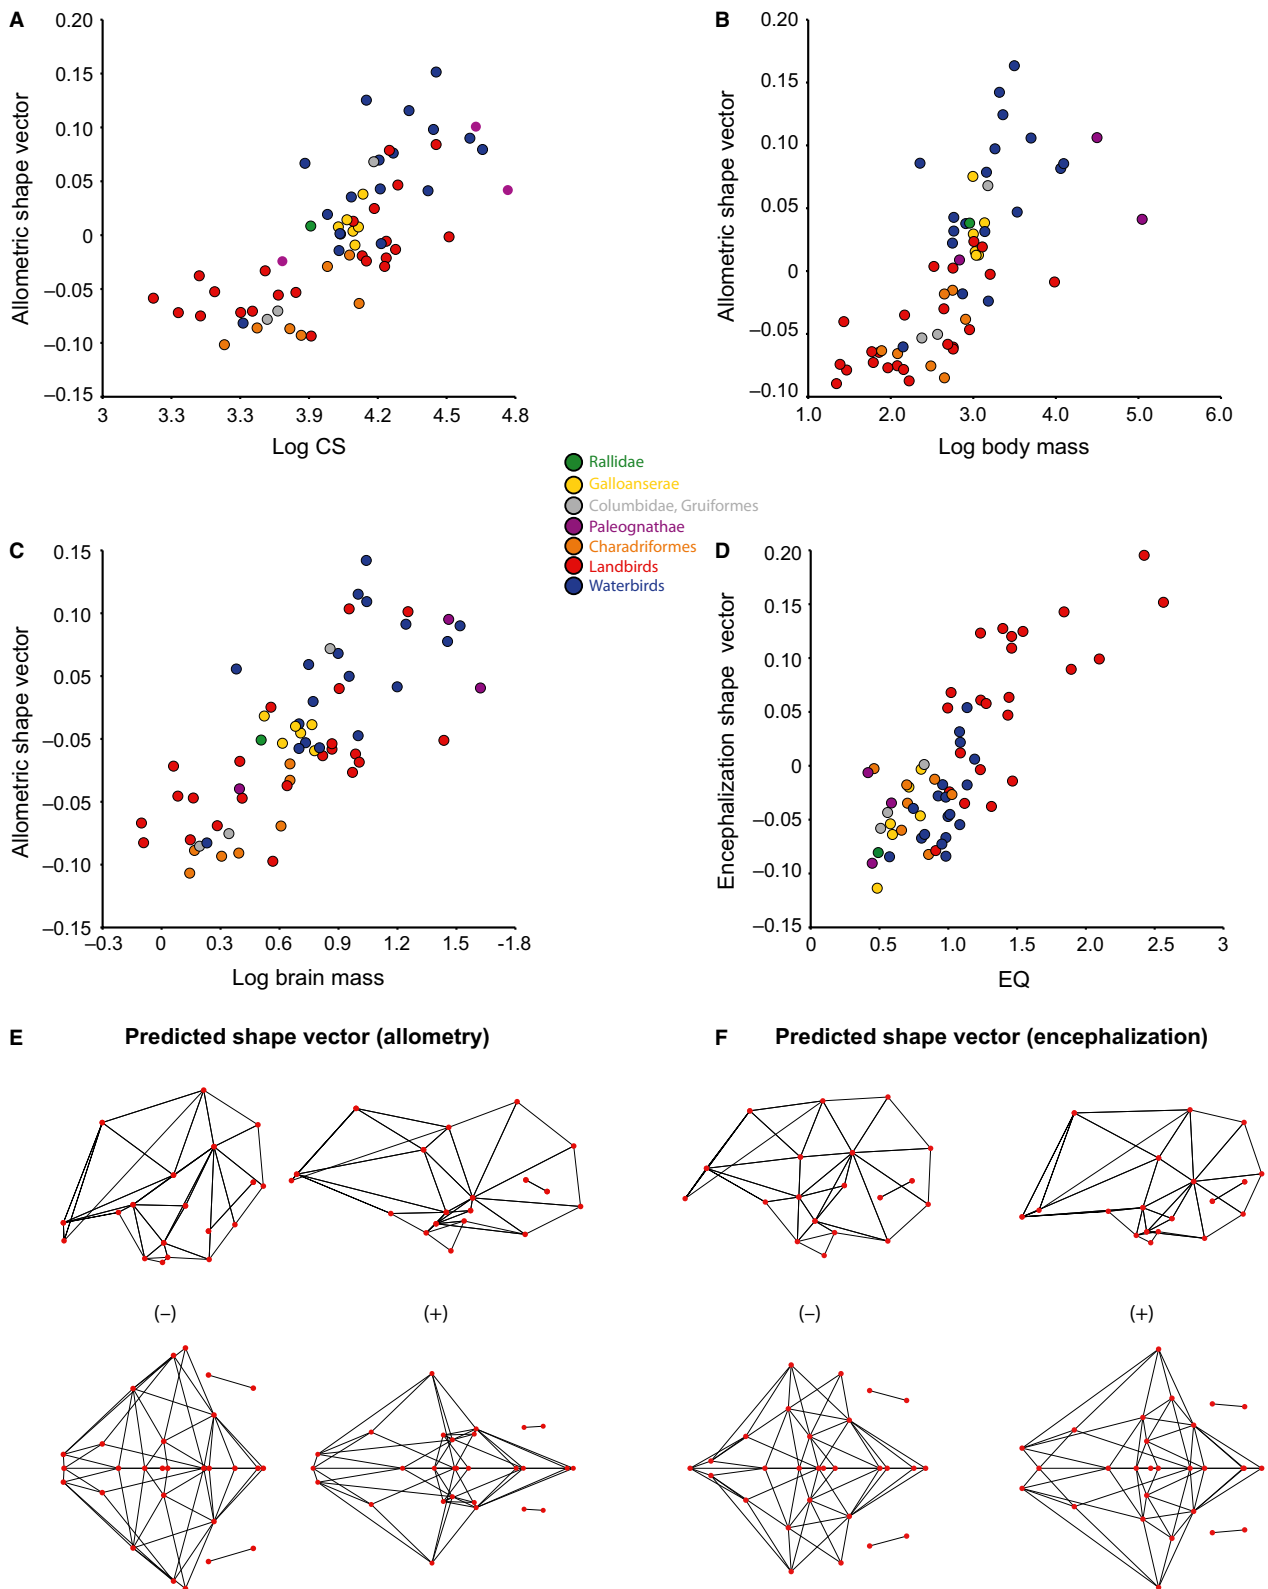 A
0.20
0.15
0.10
0.05
0
–0.05
–0.10
–0.15
Allometric shape vector
3 3.3 3.3 3.9 4.2 4.5 4.8
Log CS
B
0.20
0.15
0.10
0.05
0
–0.05
–0.10
Allometric shape vector
1.0 2.0 3.0 4.0 5.0 6.0
Log body mass
Rallidae
Galloanserae
Columbidae, Gruiformes
Paleognathae
Charadriformes
Landbirds
Waterbirds
C
0.15
0.10
0.05
–0.05
–0.05
–0.10
–0.15
Allometric shape vector
–0.3 0 0.3 0.6 0.9 1.2 1.5 -1.8
Log brain mass
D
0.20
0.15
0.10
0.05
0
–0.05
–0.10
–0.15
Encephalization shape vector
0 0.5 1.0 1.5 2.0 2.5 3
EQ
E Predicted shape vector (allometry)
(–) (+)
F Predicted shape vector (encephalization)
(–) (+)